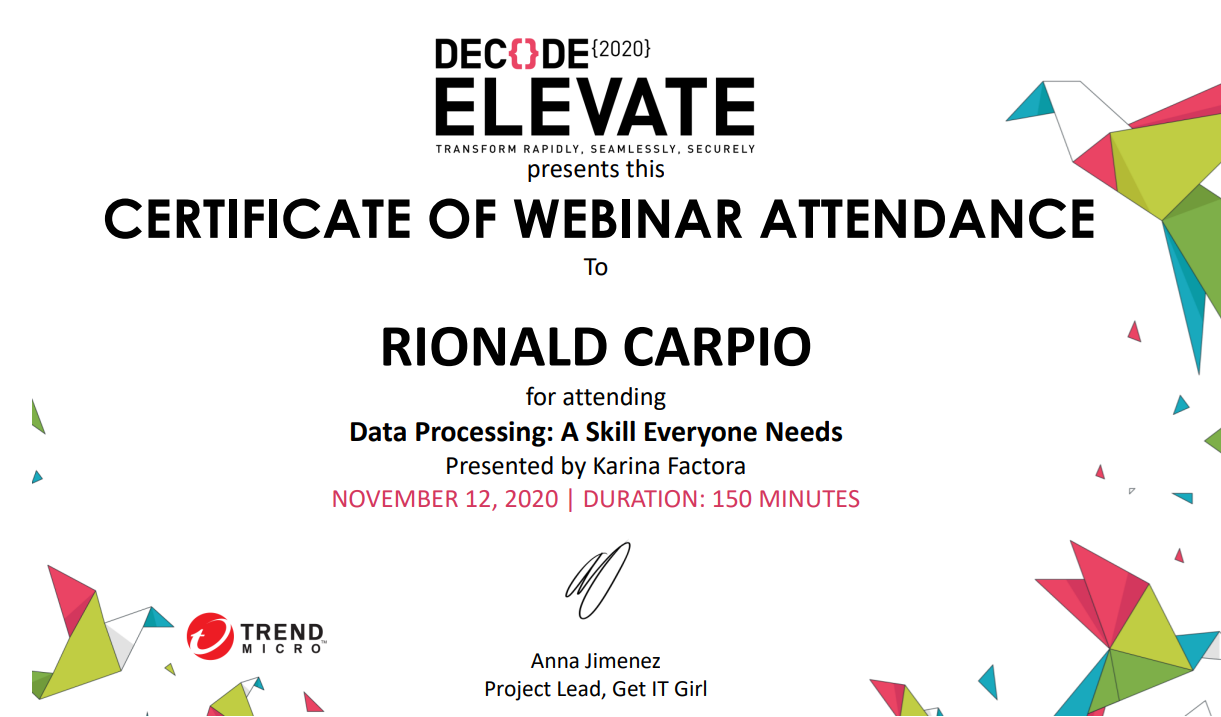 DEC{}DE{2020}
ELEVATE
TRANSFORM RAPIDLY, SEAMLESSLY, SECURELY
presents this
CERTIFICATE OF WEBINAR ATTENDANCE
To
RIONALD CARPIO
for attending
Data Processing: A Skill Everyone Needs
Presented by Karina Factora
NOVEMBER 12, 2020 | DURATION: 150 MINUTES
TREND
MICRO™
Anna Jimenez
Project Lead, Get IT Girl